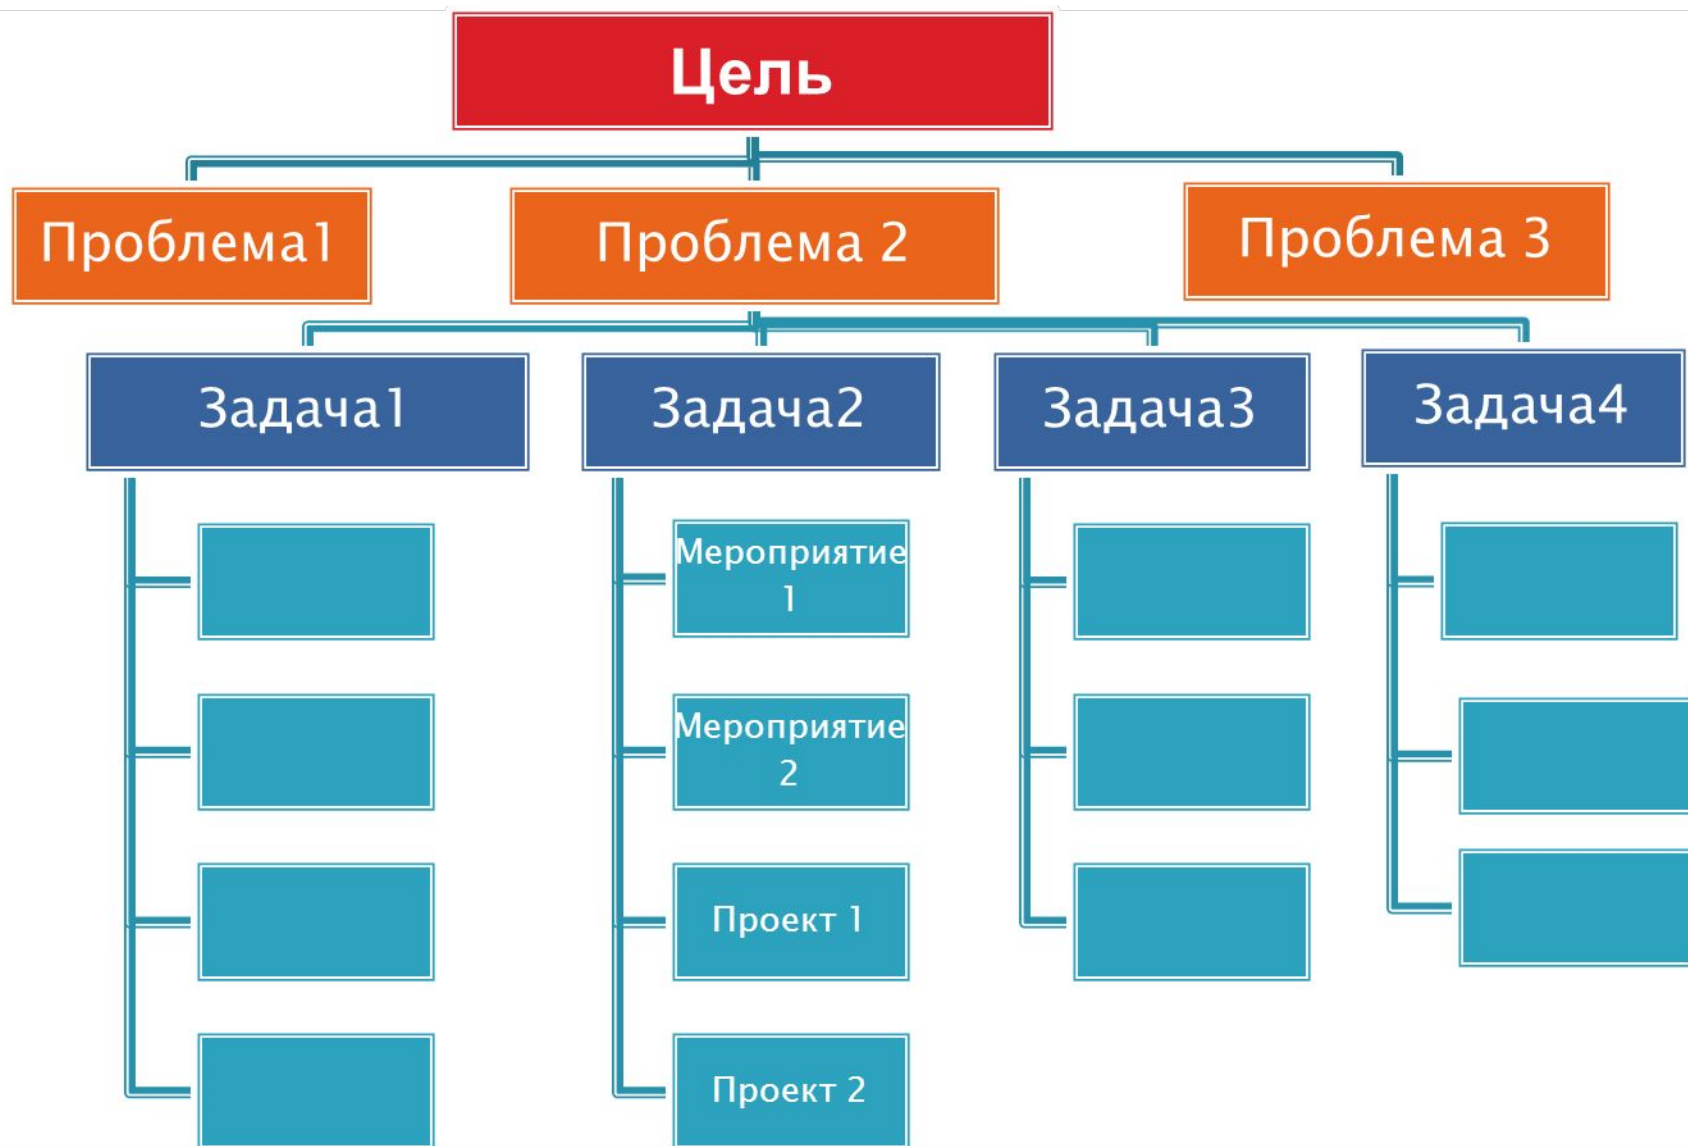 Цель
Проблема1
Проблема 2
Проблема 3
Задача1
Задача2
Задача3
Задача4
Мероприятие
1
Мероприятие
2
Проект 1
Проект 2